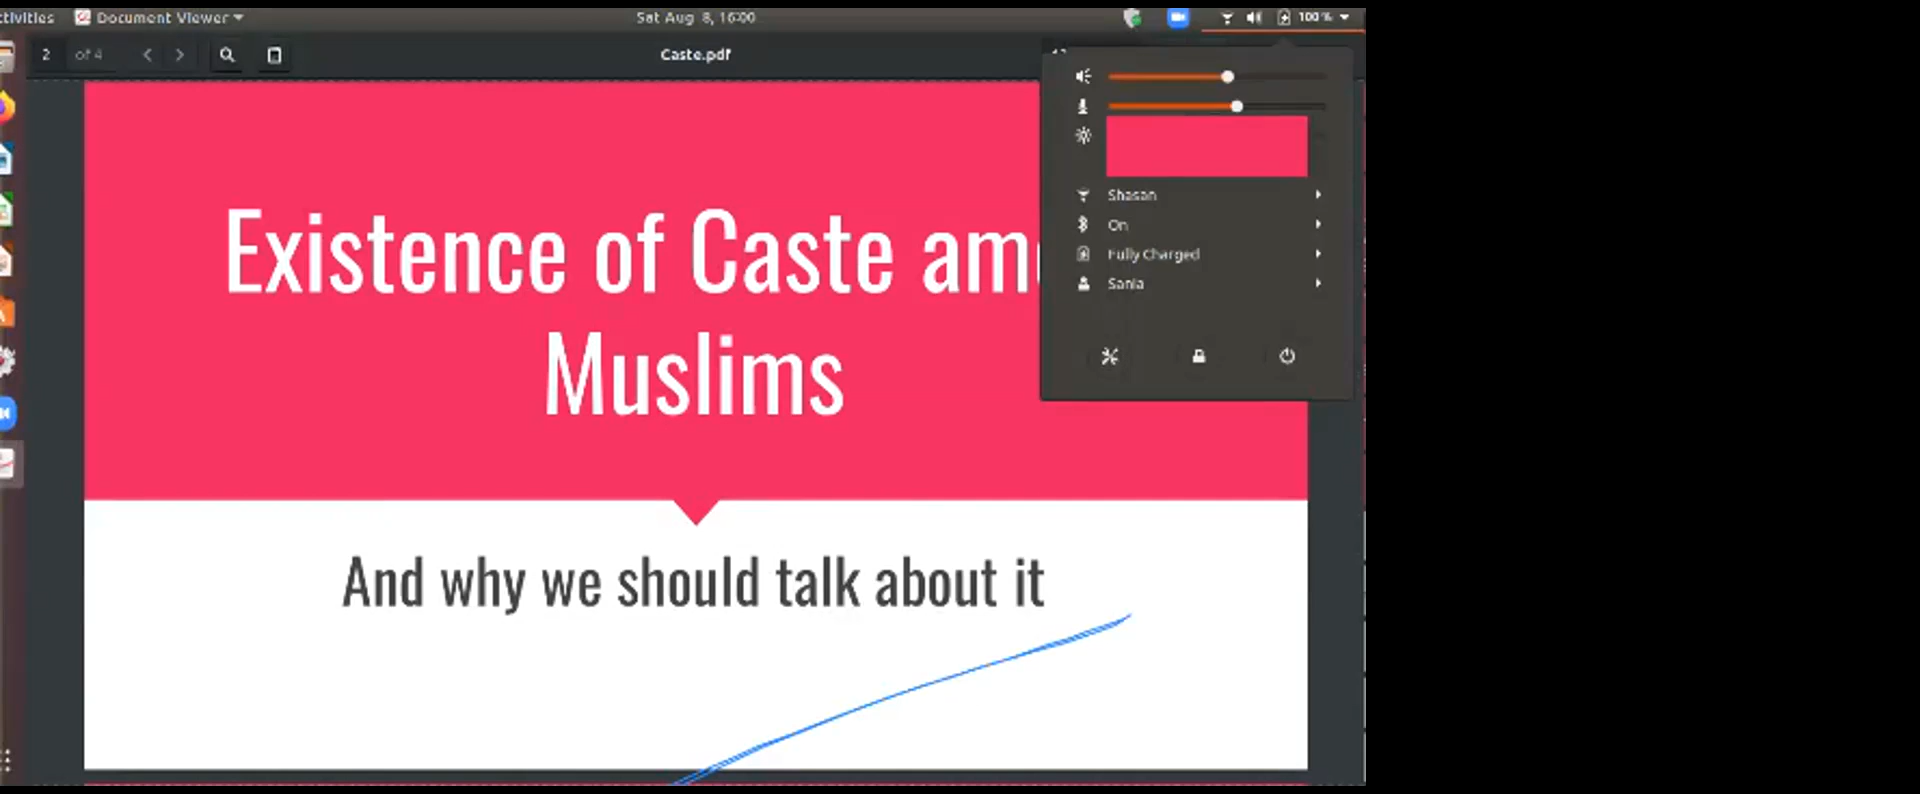 ctivities Document Viewer Sat Aug 8, 16:00 100 %
2 of 4 Caste.pdf
Existence of Caste am
Muslims
And why we should talk about it
Shasan
On
Fully Charged
Sania